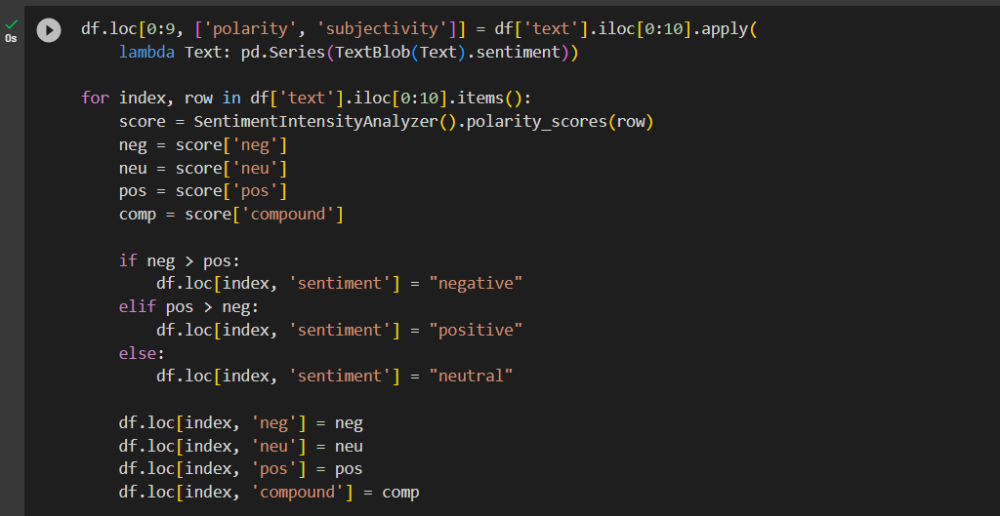 0s
df.loc[0:9, ['polarity', 'subjectivity']] = df['text'].iloc[0:10].apply(
    lambda Text: pd.Series(TextBlob(Text).sentiment))

for index, row in df['text'].iloc[0:10].items():
    score = SentimentIntensityAnalyzer().polarity_scores(row)
    neg = score['neg']
    neu = score['neu']
    pos = score['pos']
    comp = score['compound']

    if neg > pos:
        df.loc[index, 'sentiment'] = "negative"
    elif pos > neg:
        df.loc[index, 'sentiment'] = "positive"
    else:
        df.loc[index, 'sentiment'] = "neutral"

    df.loc[index, 'neg'] = neg
    df.loc[index, 'neu'] = neu
    df.loc[index, 'pos'] = pos
    df.loc[index, 'compound'] = comp